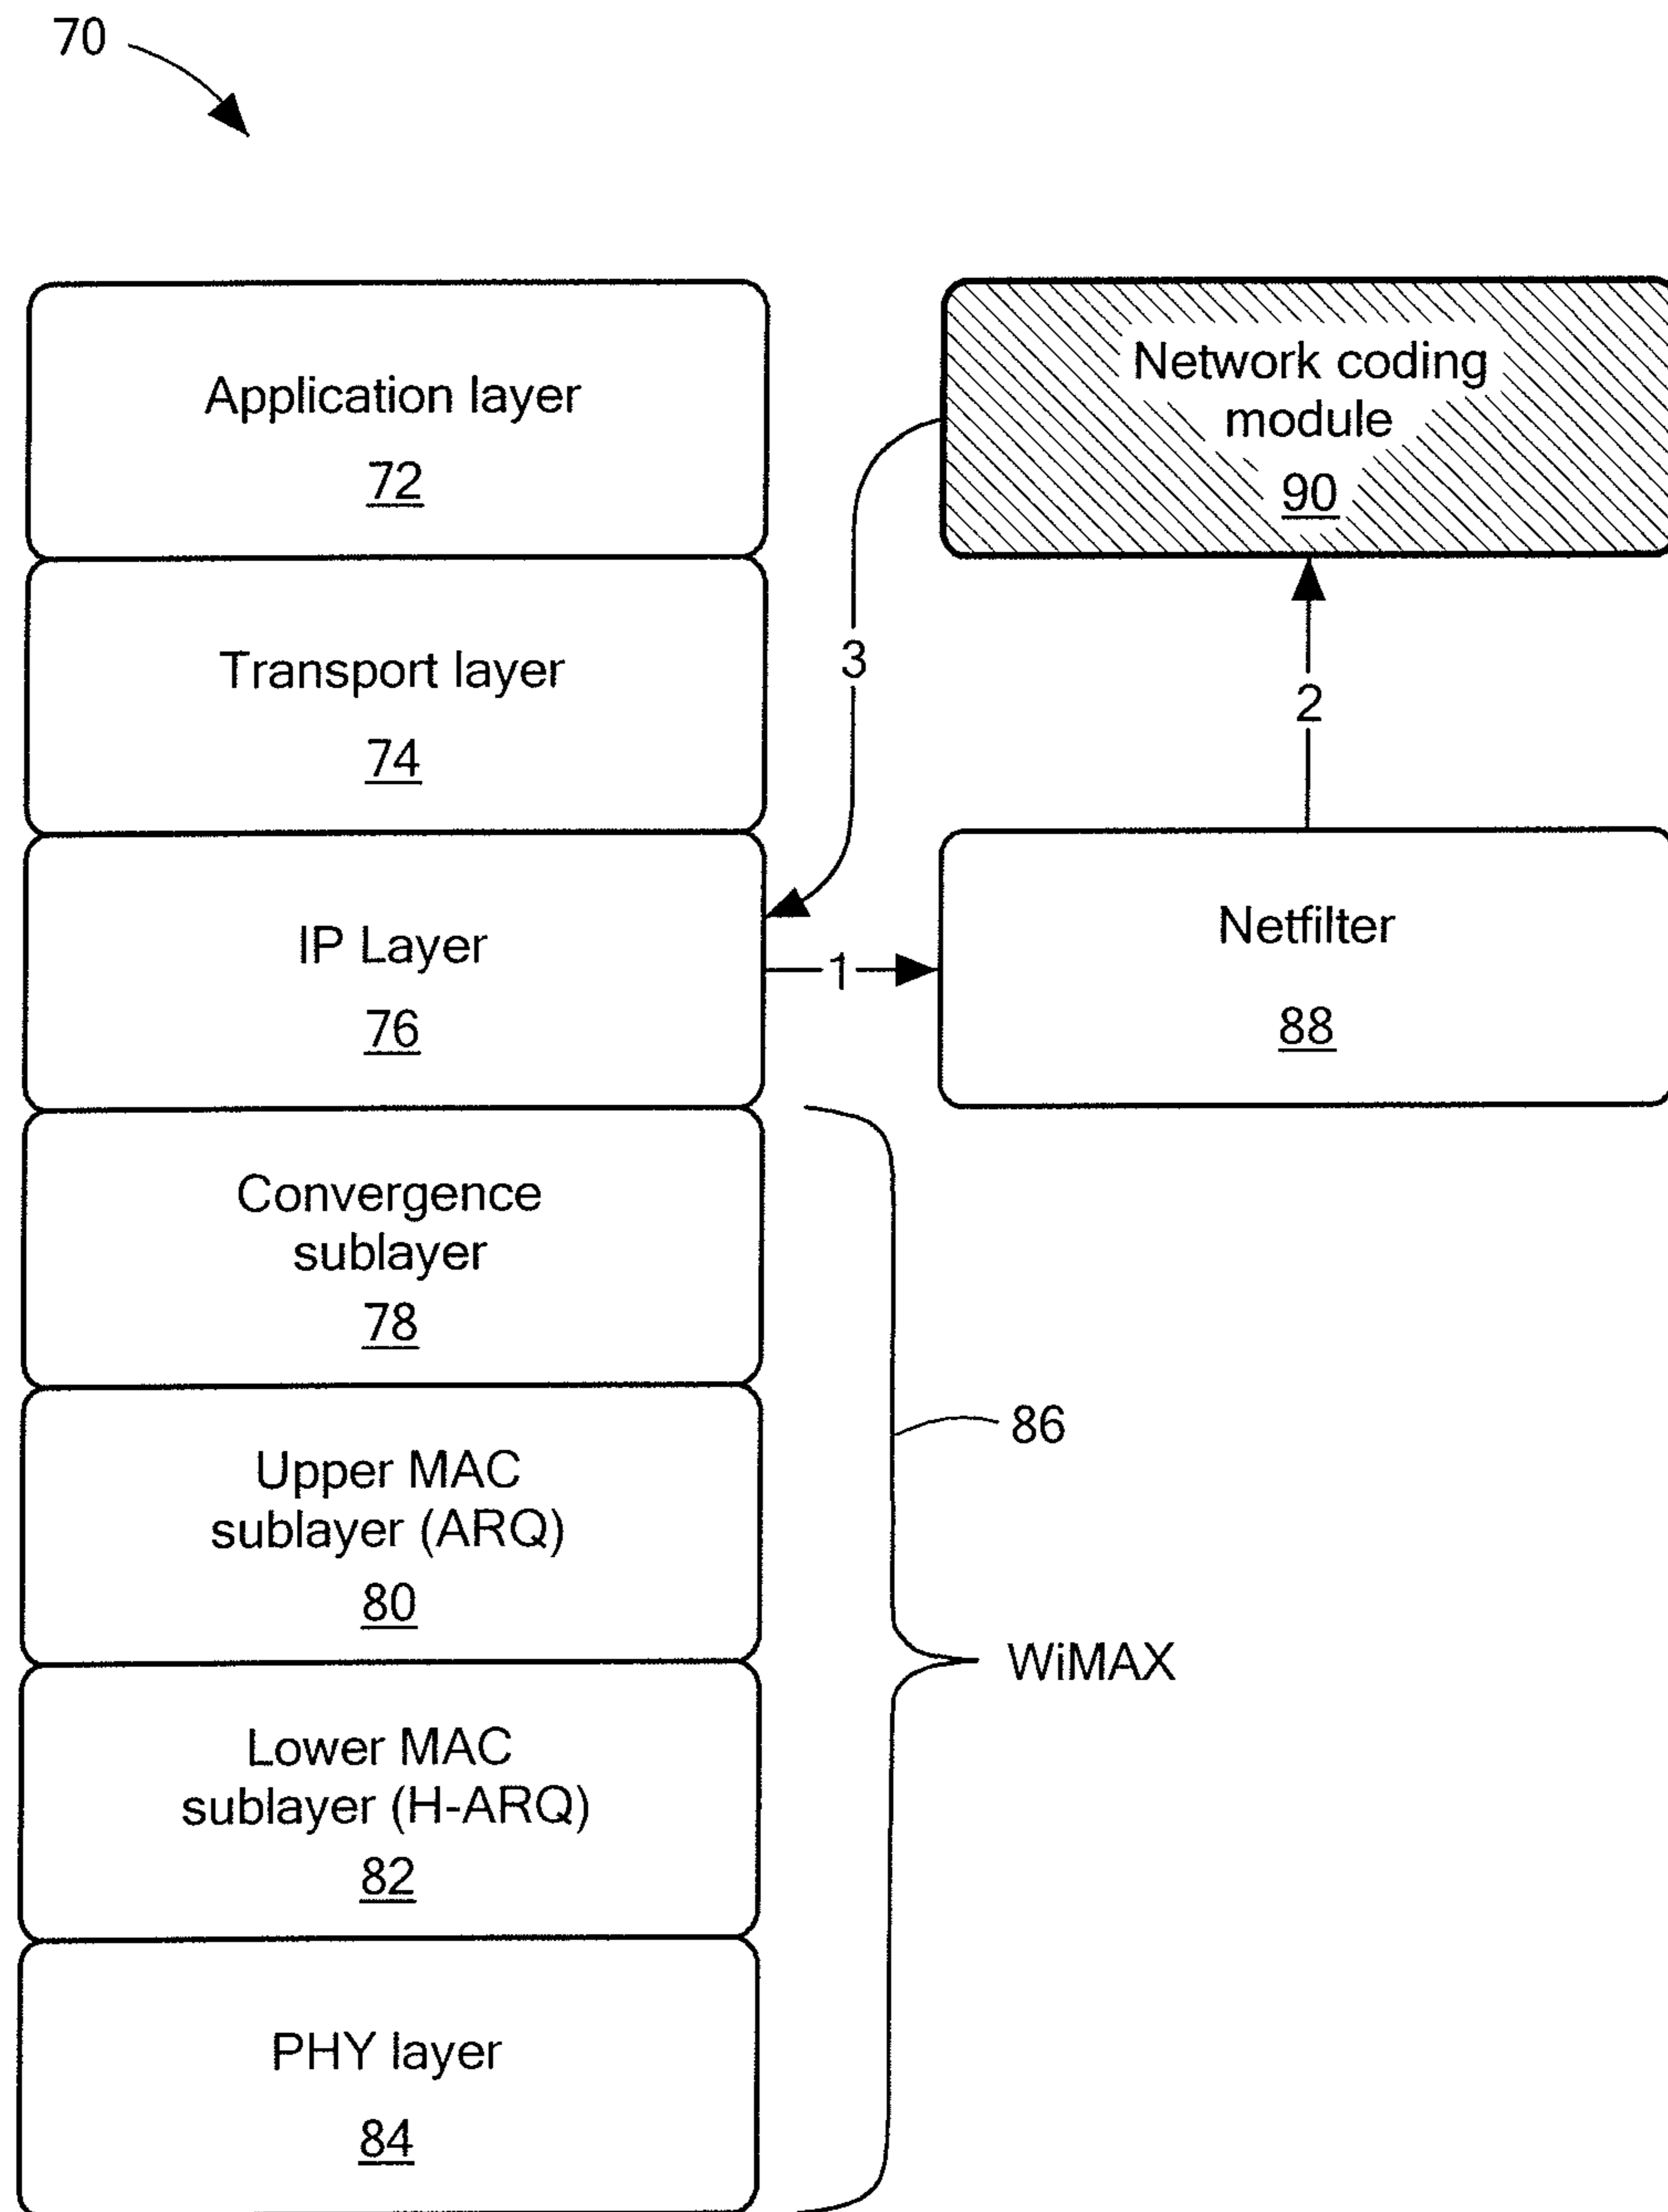 70
Application layer
72
Network coding
module
90
Transport layer
74
3
2
IP Layer
76
1
Netfilter
88
Convergence
sublayer
78
Upper MAC
sublayer (ARQ)
80
86
WiMAX
Lower MAC
sublayer (H-ARQ)
82
PHY layer
84